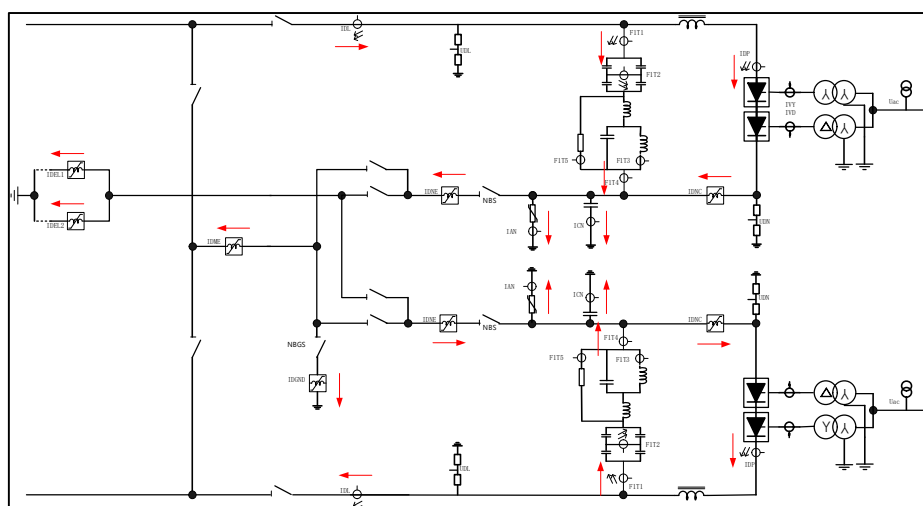 IDL
UDL
F1T1
F1T2
IDP
IVY
IVD
Uac
F1T5
F1T3
F1T4
IDEL1
IDEL2
IDNE
NBS
IDNC
IAN
ICN
UDN
IDME
IAN
ICN
UDN
IDNE
NBS
IDNC
NBGS
IDGND
F1T4
F1T5
F1T3
Uac
F1T2
UDL
IDP
IDL
F1T1